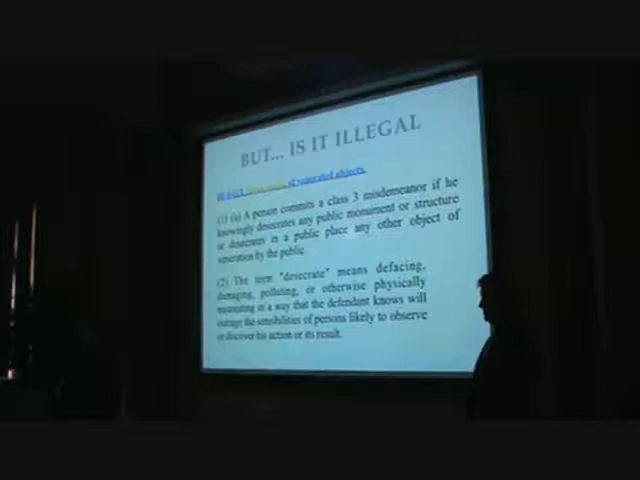 BUT... IS IT ILLEGAL
of venerated objects.
(1) (a) A person commits a class 3 misdemeanor if he
knowingly desecrates any public monument or structure
or desecrates in a public place any other object of
veneration by the public.
(2) The term "desecrate" means defacing,
damaging, polluting, or otherwise physically
mistreating in a way that the defendant knows will
outrage the sensibilities of persons likely to observe
or discover his action or its result.